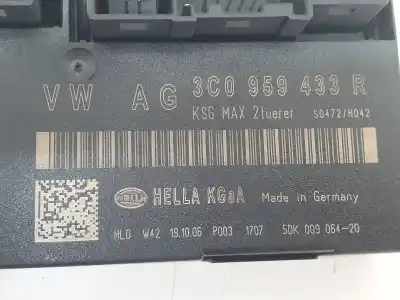 VW AG 3C0 959 433 R
KSG MAX 2tuerer S0472/H042
HELLA HELLA KGaA Made in Germany
HLO W42 19.10.06 P003 1707 5DK 009 064-20